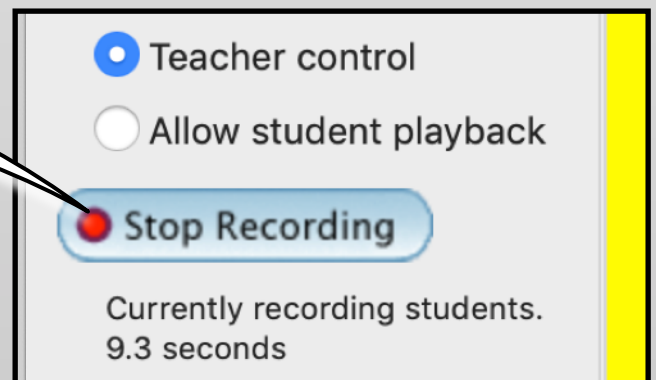 Teacher control
Allow student playback
Stop Recording
Currently recording students.
9.3 seconds